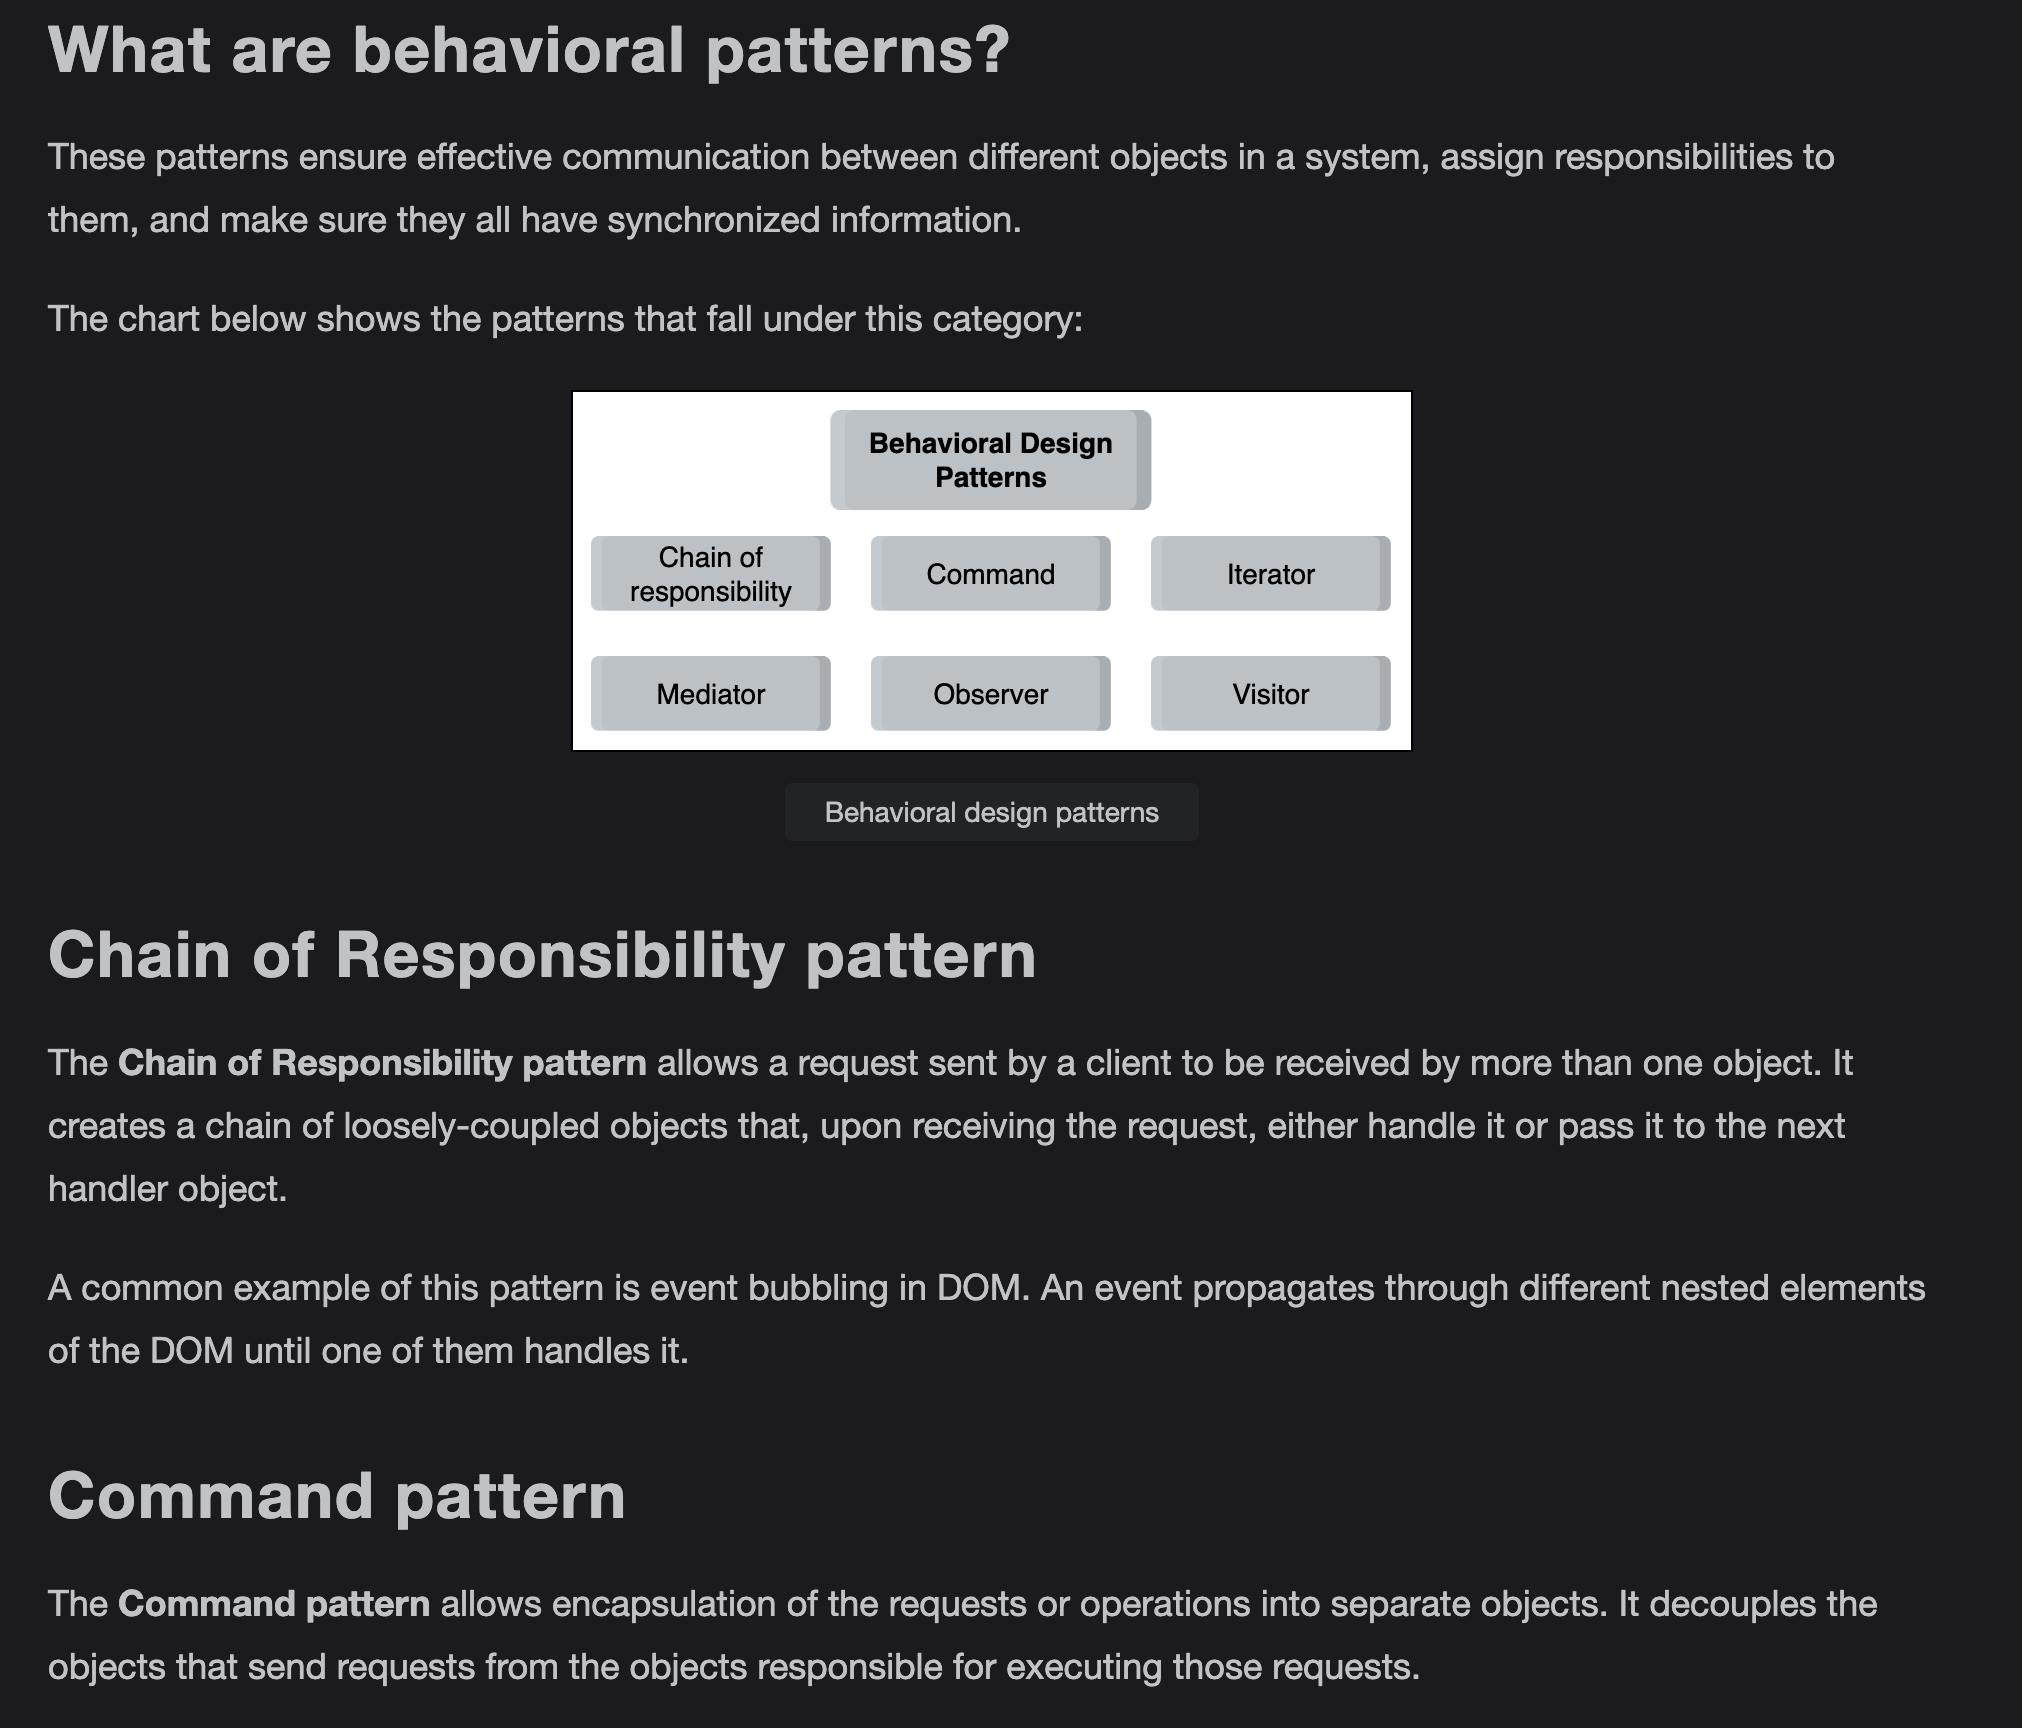 What are behavioral patterns?
These patterns ensure effective communication between different objects in a system, assign responsibilities to
them, and make sure they all have synchronized information.
The chart below shows the patterns that fall under this category:
Behavioral Design
Patterns
Chain of
responsibility
Command
Iterator
Mediator
Observer
Visitor
Behavioral design patterns
Chain of Responsibility pattern
The Chain of Responsibility pattern allows a request sent by a client to be received by more than one object. It
creates a chain of loosely-coupled objects that, upon receiving the request, either handle it or pass it to the next
handler object.
A common example of this pattern is event bubbling in DOM. An event propagates through different nested elements
of the DOM until one of them handles it.
Command pattern
The Command pattern allows encapsulation of the requests or operations into separate objects. It decouples the
objects that send requests from the objects responsible for executing those requests.